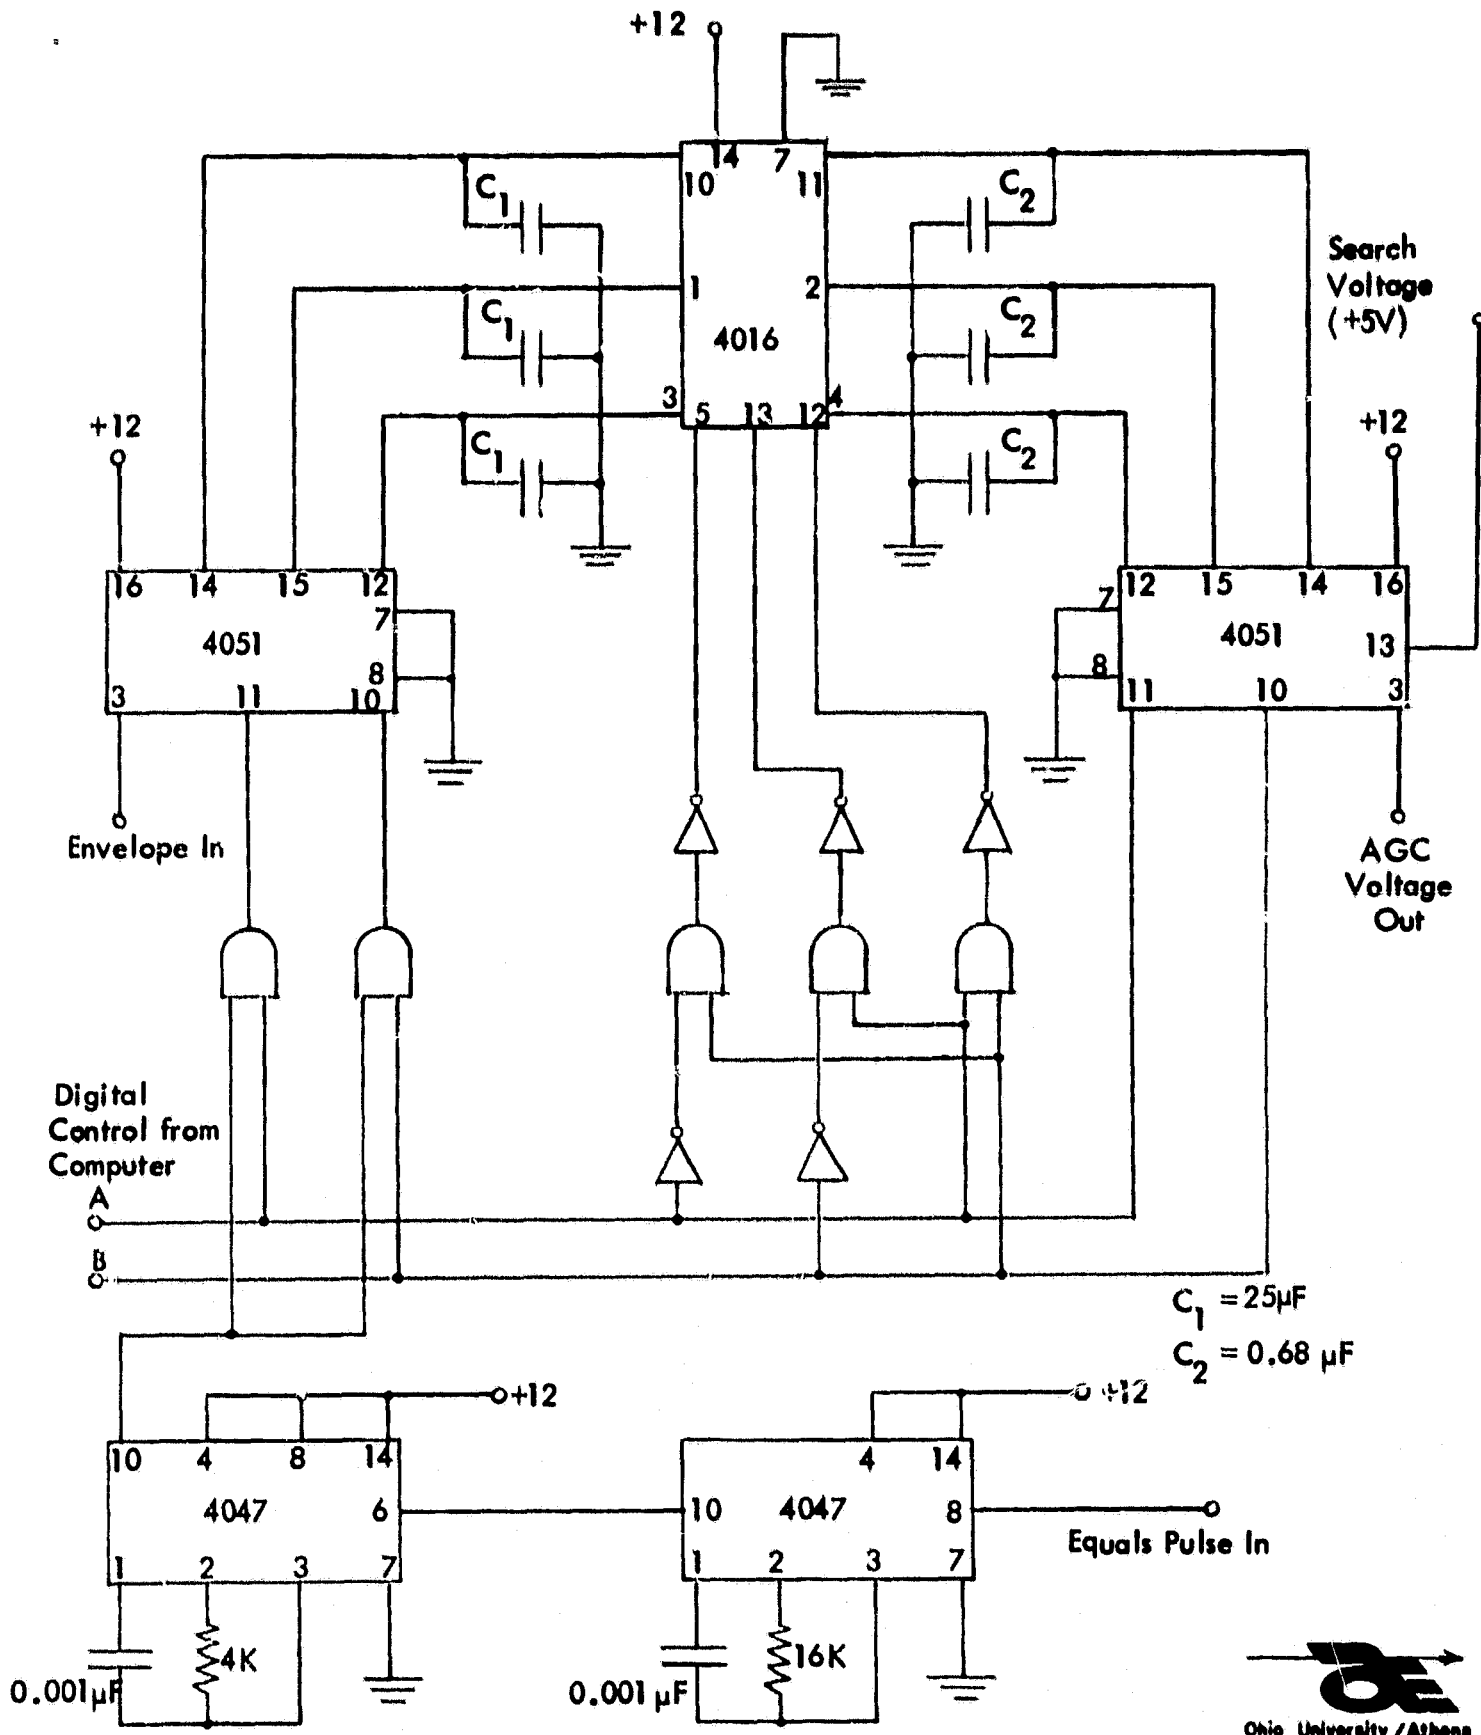 +12
14 7
10 11
C1 C2
1 2
C1 C2
4016
3 4
5 13 12
C1 C2
Search
Voltage
(+5V)
+12
+12
16 14 15 12
7
4051
8
3 11 10
12 15 14 16
7
4051
13
8
11 10 3
Envelope In
AGC
Voltage
Out
Digital
Control from
Computer
A
B
C1 = 25µF
C2 = 0.68 µF
+12
+12
10 4 8 14
4047 6
1 2 3 7
4 14
10 4047 8
1 2 3 7
Equals Pulse In
4K
0.001µF
16K
0.001µF
Ohio University/Athens